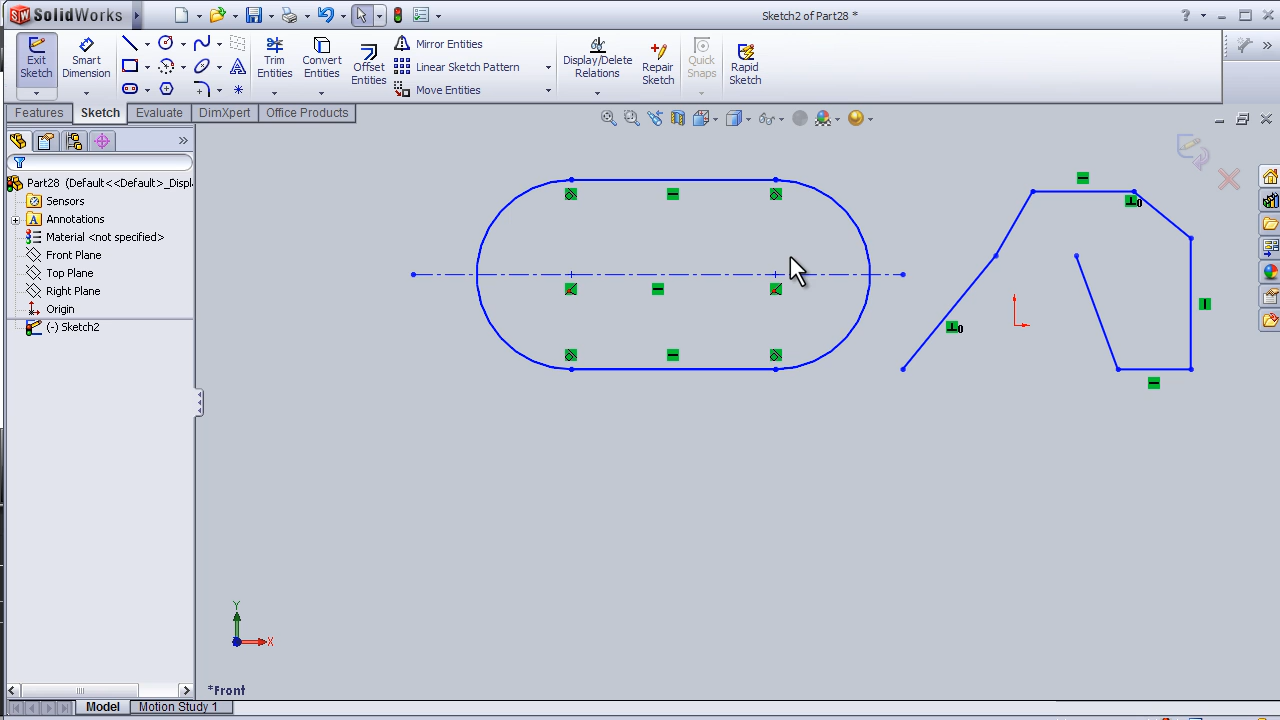 SolidWorks
Sketch2 of Part28 *
Exit Sketch
Smart Dimension
Trim Entities
Convert Entities
Offset Entities
Mirror Entities
Linear Sketch Pattern
Move Entities
Display/Delete Relations
Repair Sketch
Quick Snaps
Rapid Sketch
Features
Sketch
Evaluate
DimXpert
Office Products
Part28 (Default<<Default>_Displ
Sensors
Annotations
Material <not specified>
Front Plane
Top Plane
Right Plane
Origin
(-) Sketch2
0
0
Y
X
*Front
Model
Motion Study 1